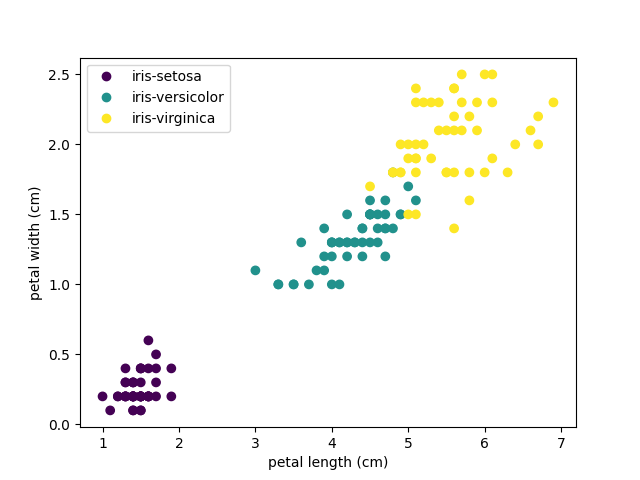 iris-setosa
iris-versicolor
iris-virginica
2.5
2.0
1.5
1.0
0.5
0.0
petal width (cm)
1 2 3 4 5 6 7
petal length (cm)